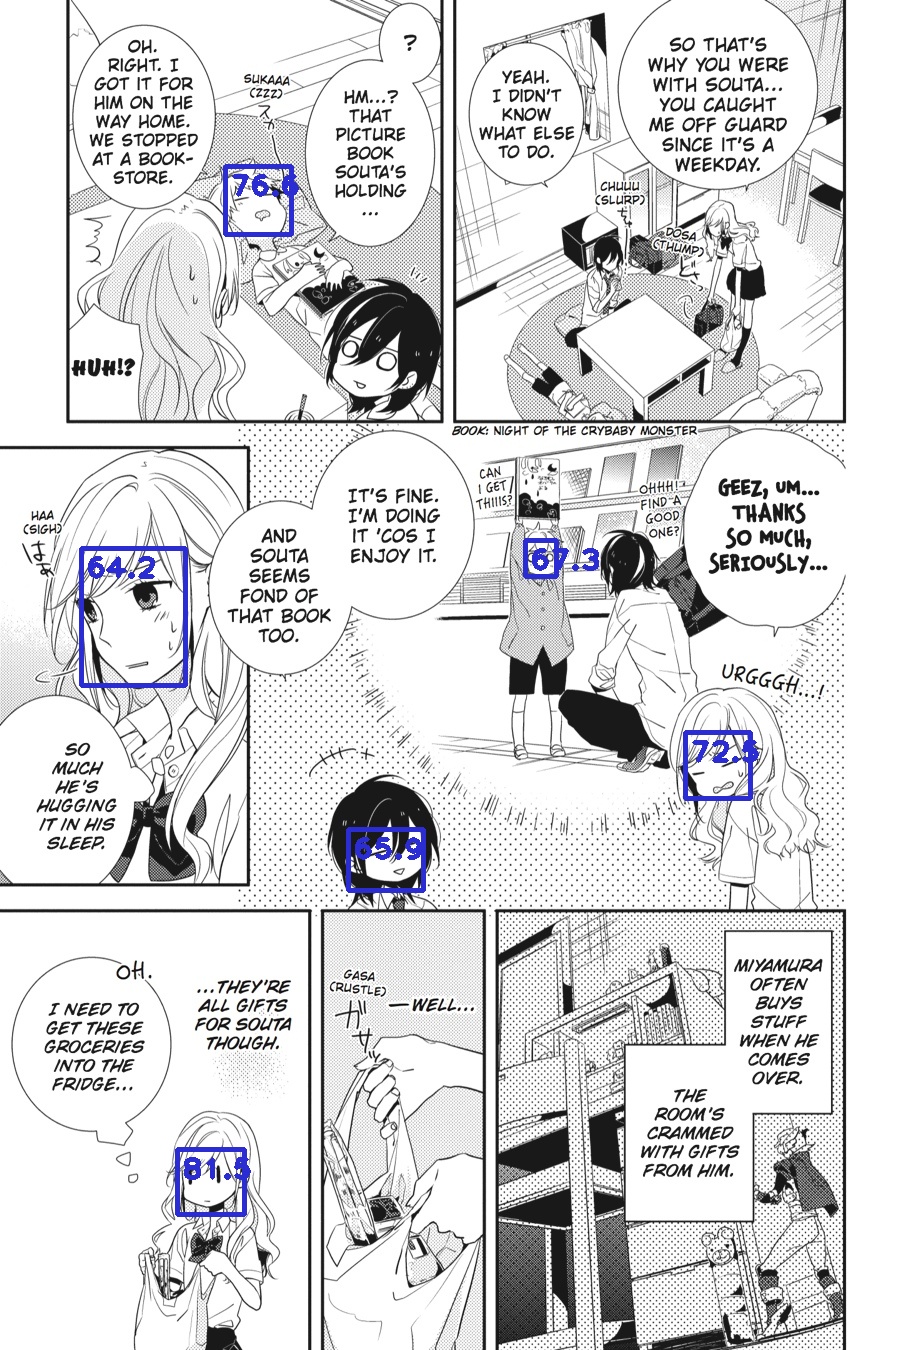 SO THAT'S
WHY YOU WERE
WITH SOUTA...
YOU CAUGHT
ME OFF GUARD
SINCE IT'S A
WEEKDAY.
YEAH.
I DIDN'T
KNOW
WHAT ELSE
TO DO.
CHUUU
(SLURP)
DOSA
(THUMP)
?
HM...?
THAT
PICTURE
BOOK
SOUTA'S
HOLDING
...
SUKAAA
(ZZZ)
OH.
RIGHT. I
GOT IT FOR
HIM ON THE
WAY HOME.
WE STOPPED
AT A BOOK-
STORE.
76.6
HUH!?
BOOK: NIGHT OF THE CRYBABY MONSTER
GEEZ, UM...
THANKS
SO MUCH,
SERIOUSLY...
OHHH!
FIND A
GOOD
ONE?
CAN
I GET
THIIIS?
67.3
IT'S FINE.
I'M DOING
IT 'COS I
ENJOY IT.
AND
SOUTA
SEEMS
FOND OF
THAT BOOK
TOO.
URGGGH...!
72.5
65.9
HAA
(SIGH)
64.2
SO
MUCH
HE'S
HUGGING
IT IN HIS
SLEEP.
MIYAMURA
OFTEN
BUYS
STUFF
WHEN HE
COMES
OVER.
THE
ROOM'S
CRAMMED
WITH GIFTS
FROM HIM.
—WELL...
GASA
(RUSTLE)
ガサ
...THEY'RE
ALL GIFTS
FOR SOUTA
THOUGH.
OH.
I NEED TO
GET THESE
GROCERIES
INTO THE
FRIDGE...
81.5